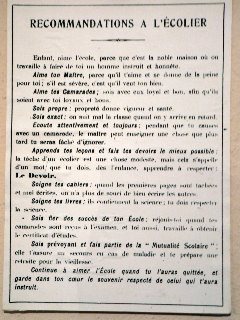 RECOMMANDATIONS A L'ÉCOLIER
Enfant, aime l'école, parce que c'est la noble maison où on
travaille à faire de toi un homme instruit et honnête.
Aime ton Maître, parce qu'il t'aime et se donne de la peine
pour toi ; s'il est sévère, c'est qu'il veut ton bien.
Aime tes Camarades ; sois avec eux loyal et bon, afin qu'ils
soient avec toi loyaux et bons.
Sois propre ; propreté donne vigueur et santé.
Sois exact ; on suit mal la classe quand on y arrive en retard.
Écoute attentivement et toujours ; pendant que tu causes
avec un camarade, le maître peut enseigner une chose que plus
tard tu seras fâché d'ignorer.
Apprends tes leçons et fais tes devoirs le mieux possible ;
la tâche d'un écolier est une chose modeste, mais cela s'appelle
d'un mot que tu dois, dès l'enfance, apprendre à respecter :
Le Devoir.
Soigne tes cahiers ; quand les premières pages sont tachées
et mal écrites, on n'a plus de souci de bien écrire les autres.
Soigne tes livres ; ils contiennent la science ; tu dois respecter
la science.
Sois fier des succès de ton École ; réjouis-toi quand tes
camarades sont reçus à l'examen, et toi aussi, travaille à obtenir
le certificat d'études.
Sois prévoyant et fais partie de la "Mutualité Scolaire" ;
elle t'assure un secours en cas de maladie et te prépare une
retraite pour la vieillesse.
Continue à aimer l'École quand tu l'auras quittée, et
garde dans ton cœur le souvenir respecté de celui qui t'aura
instruit.